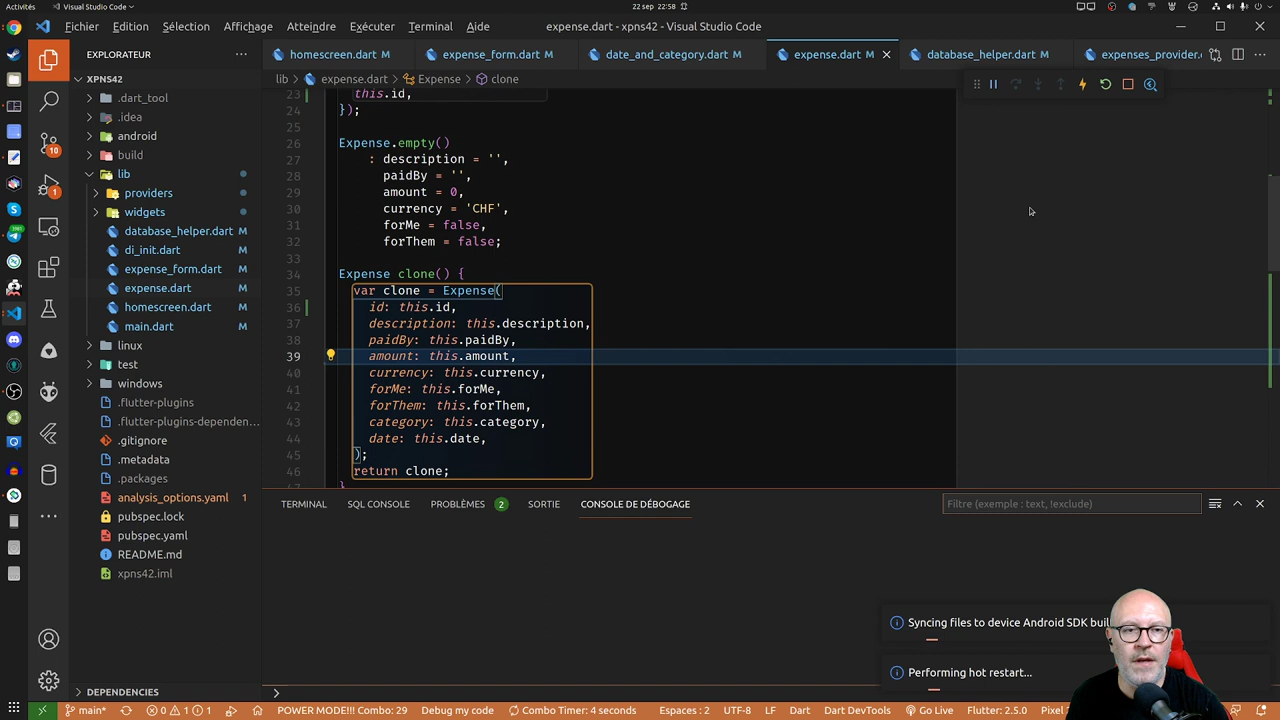 Activités
Visual Studio Code
22 sep 22:58
Fichier Edition Sélection Affichage Atteindre Exécuter Terminal Aide
expense.dart - xpns42 - Visual Studio Code
EXPLORATEUR
homescreen.dart M
expense_form.dart M
date_and_category.dart M
expense.dart M
database_helper.dart M
expenses_provider.
XPNS42
.dart_tool
.idea
android
build
lib
providers
widgets
database_helper.dart M
di_init.dart M
expense_form.dart M
expense.dart M
homescreen.dart M
main.dart M
linux
test
windows
.flutter-plugins
.flutter-plugins-dependen...
.gitignore
.metadata
.packages
analysis_options.yaml 1
pubspec.lock
pubspec.yaml
README.md
xpns42.iml
DEPENDENCIES
10
1
lib > expense.dart > Expense > clone
23 this.id,
24 });
25
26 Expense.empty()
27 : description = '',
28 paidBy = '',
29 amount = 0,
30 currency = 'CHF',
31 forMe = false,
32 forThem = false;
33
34 Expense clone() {
35 var clone = Expense(
36 id: this.id,
37 description: this.description,
38 paidBy: this.paidBy,
39 amount: this.amount,
40 currency: this.currency,
41 forMe: this.forMe,
42 forThem: this.forThem,
43 category: this.category,
44 date: this.date,
45 );
46 return clone;
}
TERMINAL SQL CONSOLE PROBLÈMES 2 SORTIE CONSOLE DE DÉBOGAGE
Filtre (exemple : text, !exclude)
Syncing files to device Android SDK buil
Performing hot restart...
main* 0 1 1 POWER MODE!!! Combo: 29 Debug my code Combo Timer: 4 seconds Espaces : 2 UTF-8 LF Dart Dart DevTools Go Live Flutter: 2.5.0 Pixel